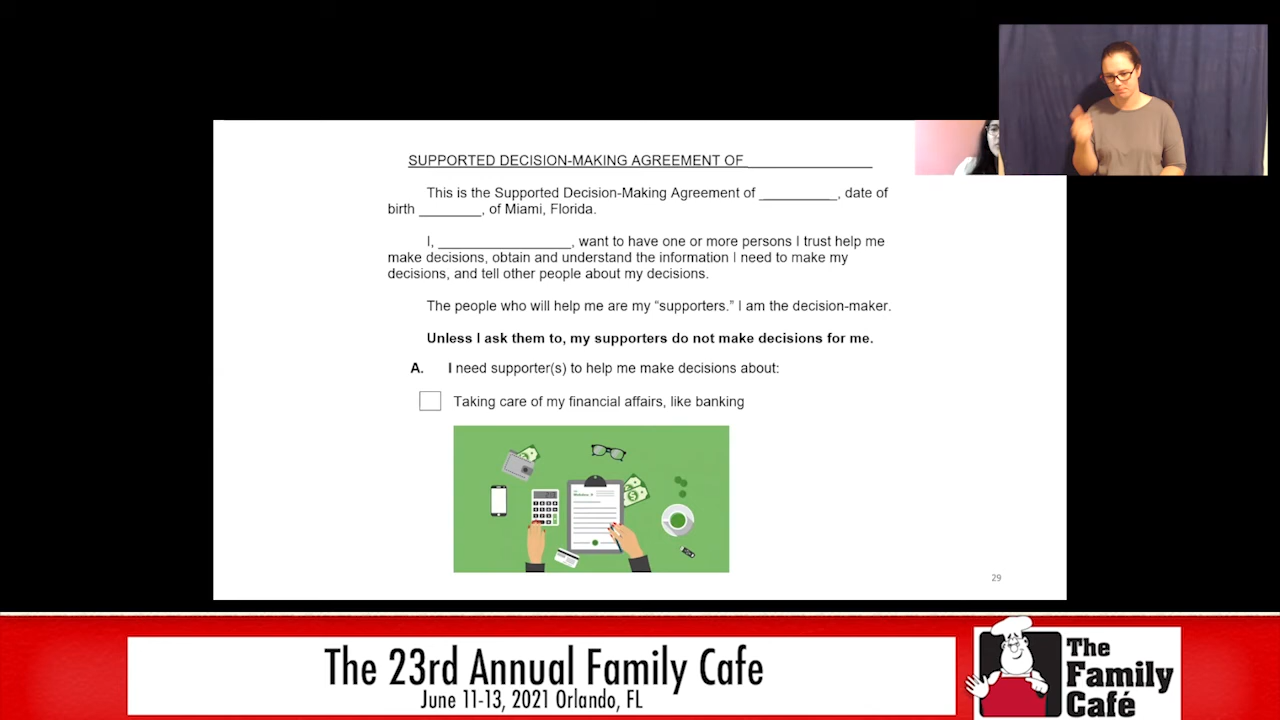 SUPPORTED DECISION-MAKING AGREEMENT OF_______________
This is the Supported Decision-Making Agreement of __________, date of
birth ________, of Miami, Florida.
I, _________________, want to have one or more persons I trust help me
make decisions, obtain and understand the information I need to make my
decisions, and tell other people about my decisions.
The people who will help me are my “supporters.” I am the decision-maker.
Unless I ask them to, my supporters do not make decisions for me.
A. I need supporter(s) to help me make decisions about:
Taking care of my financial affairs, like banking
29
The 23rd Annual Family Cafe
June 11-13, 2021 Orlando, FL
The
Family
Café